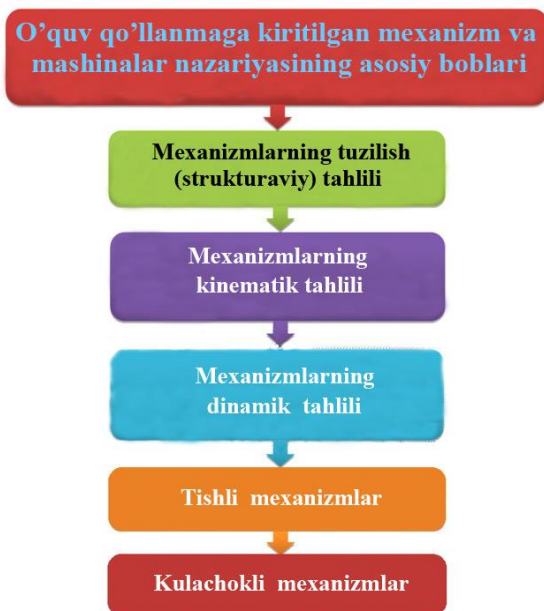 O’quv qo’llanmaga kiritilgan mexanizm va
mashinalar nazariyasining asosiy boblari
Mexanizmlarning tuzilish
(strukturaviy) tahlili
Mexanizmlarning
kinematik tahlili
Mexanizmlarning
dinamik tahlili
Tishli mexanizmlar
Kulachokli mexanizmlar